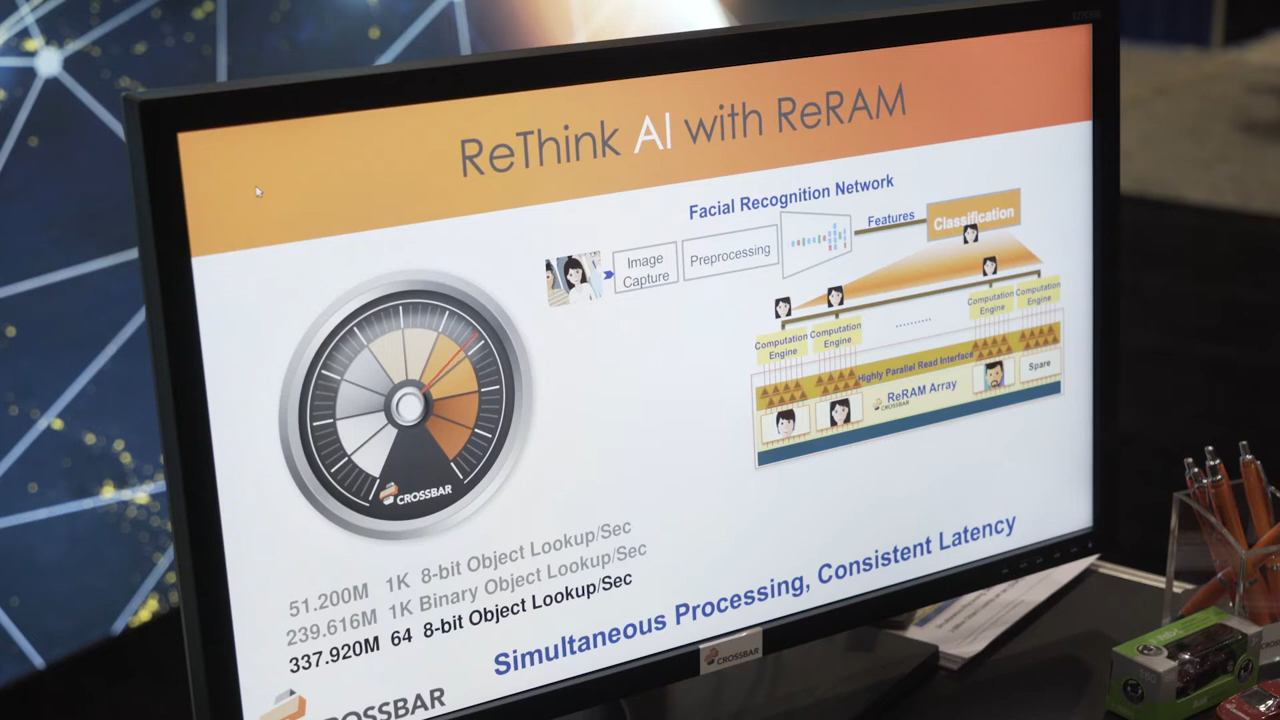 ReThink AI with ReRAM
Facial Recognition Network
Image
Capture
Preprocessing
Features
Classification
Computation
Engine
Computation
Engine
..........
Computation
Engine
Computation
Engine
Highly Parallel Read Interface
CROSSBAR
ReRAM Array
Spare
CROSSBAR
51.200M 1K 8-bit Object Lookup/Sec
239.616M 1K Binary Object Lookup/Sec
337.920M 64 8-bit Object Lookup/Sec
Simultaneous Processing, Consistent Latency
CROSSBAR
CROSSBAR